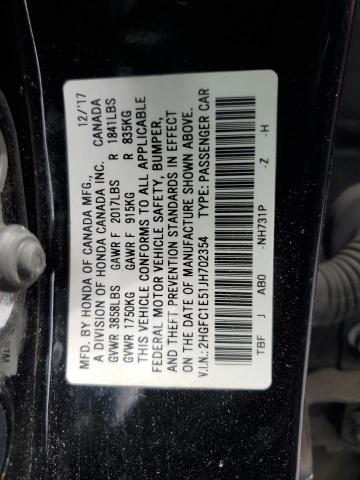 MFD. BY HONDA OF CANADA MFG., 12/'17
A DIVISION OF HONDA CANADA INC. CANADA
GVWR 3858LBS GAWR F 2017LBS R 1841LBS
GVWR 1750KG GAWR F 915KG R 835KG
THIS VEHICLE CONFORMS TO ALL APPLICABLE
FEDERAL MOTOR VEHICLE SAFETY, BUMPER,
AND THEFT PREVENTION STANDARDS IN EFFECT
ON THE DATE OF MANUFACTURE SHOWN ABOVE.
V.I.N.: 2HGFC1E51JH702354 TYPE: PASSENGER CAR
TBF J AB0 -NH731P -Z -H